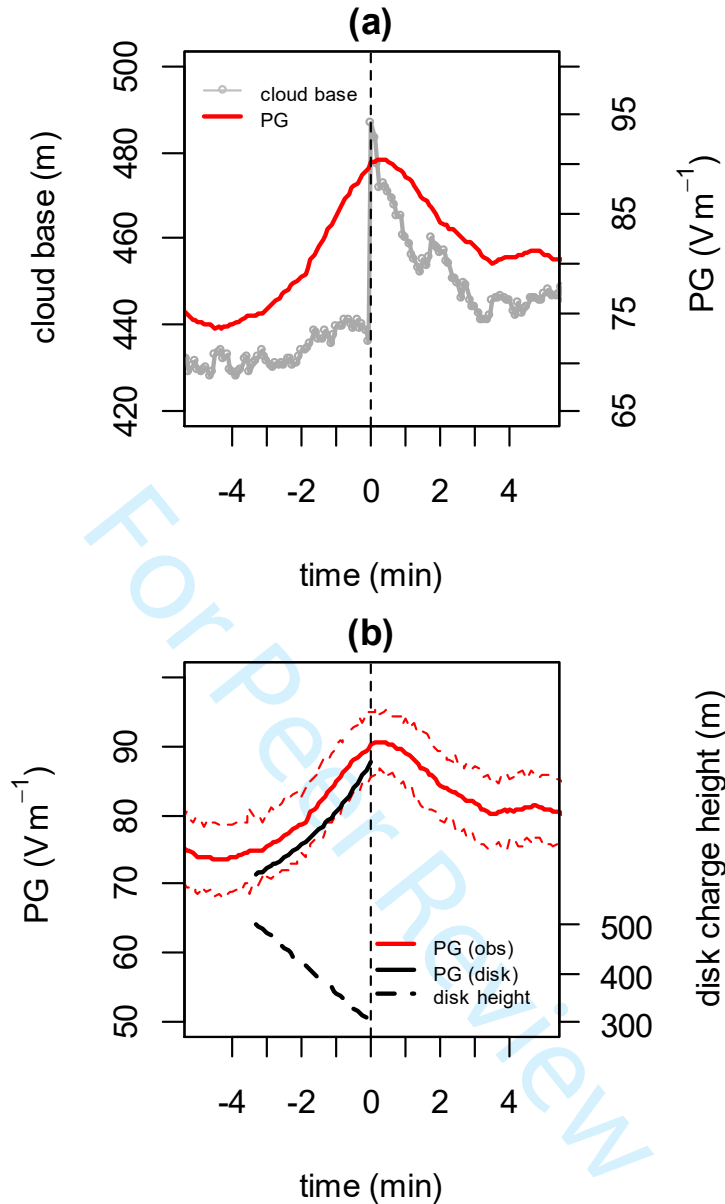 (a)
500
480
460
440
420
cloud base (m)
cloud base
PG
95
85
75
65
PG (V m⁻¹)
-4 -2 0 2 4
time (min)
(b)
90
80
70
60
50
PG (V m⁻¹)
PG (obs)
PG (disk)
disk height
500
400
300
disk charge height (m)
-4 -2 0 2 4
time (min)
For Peer Review